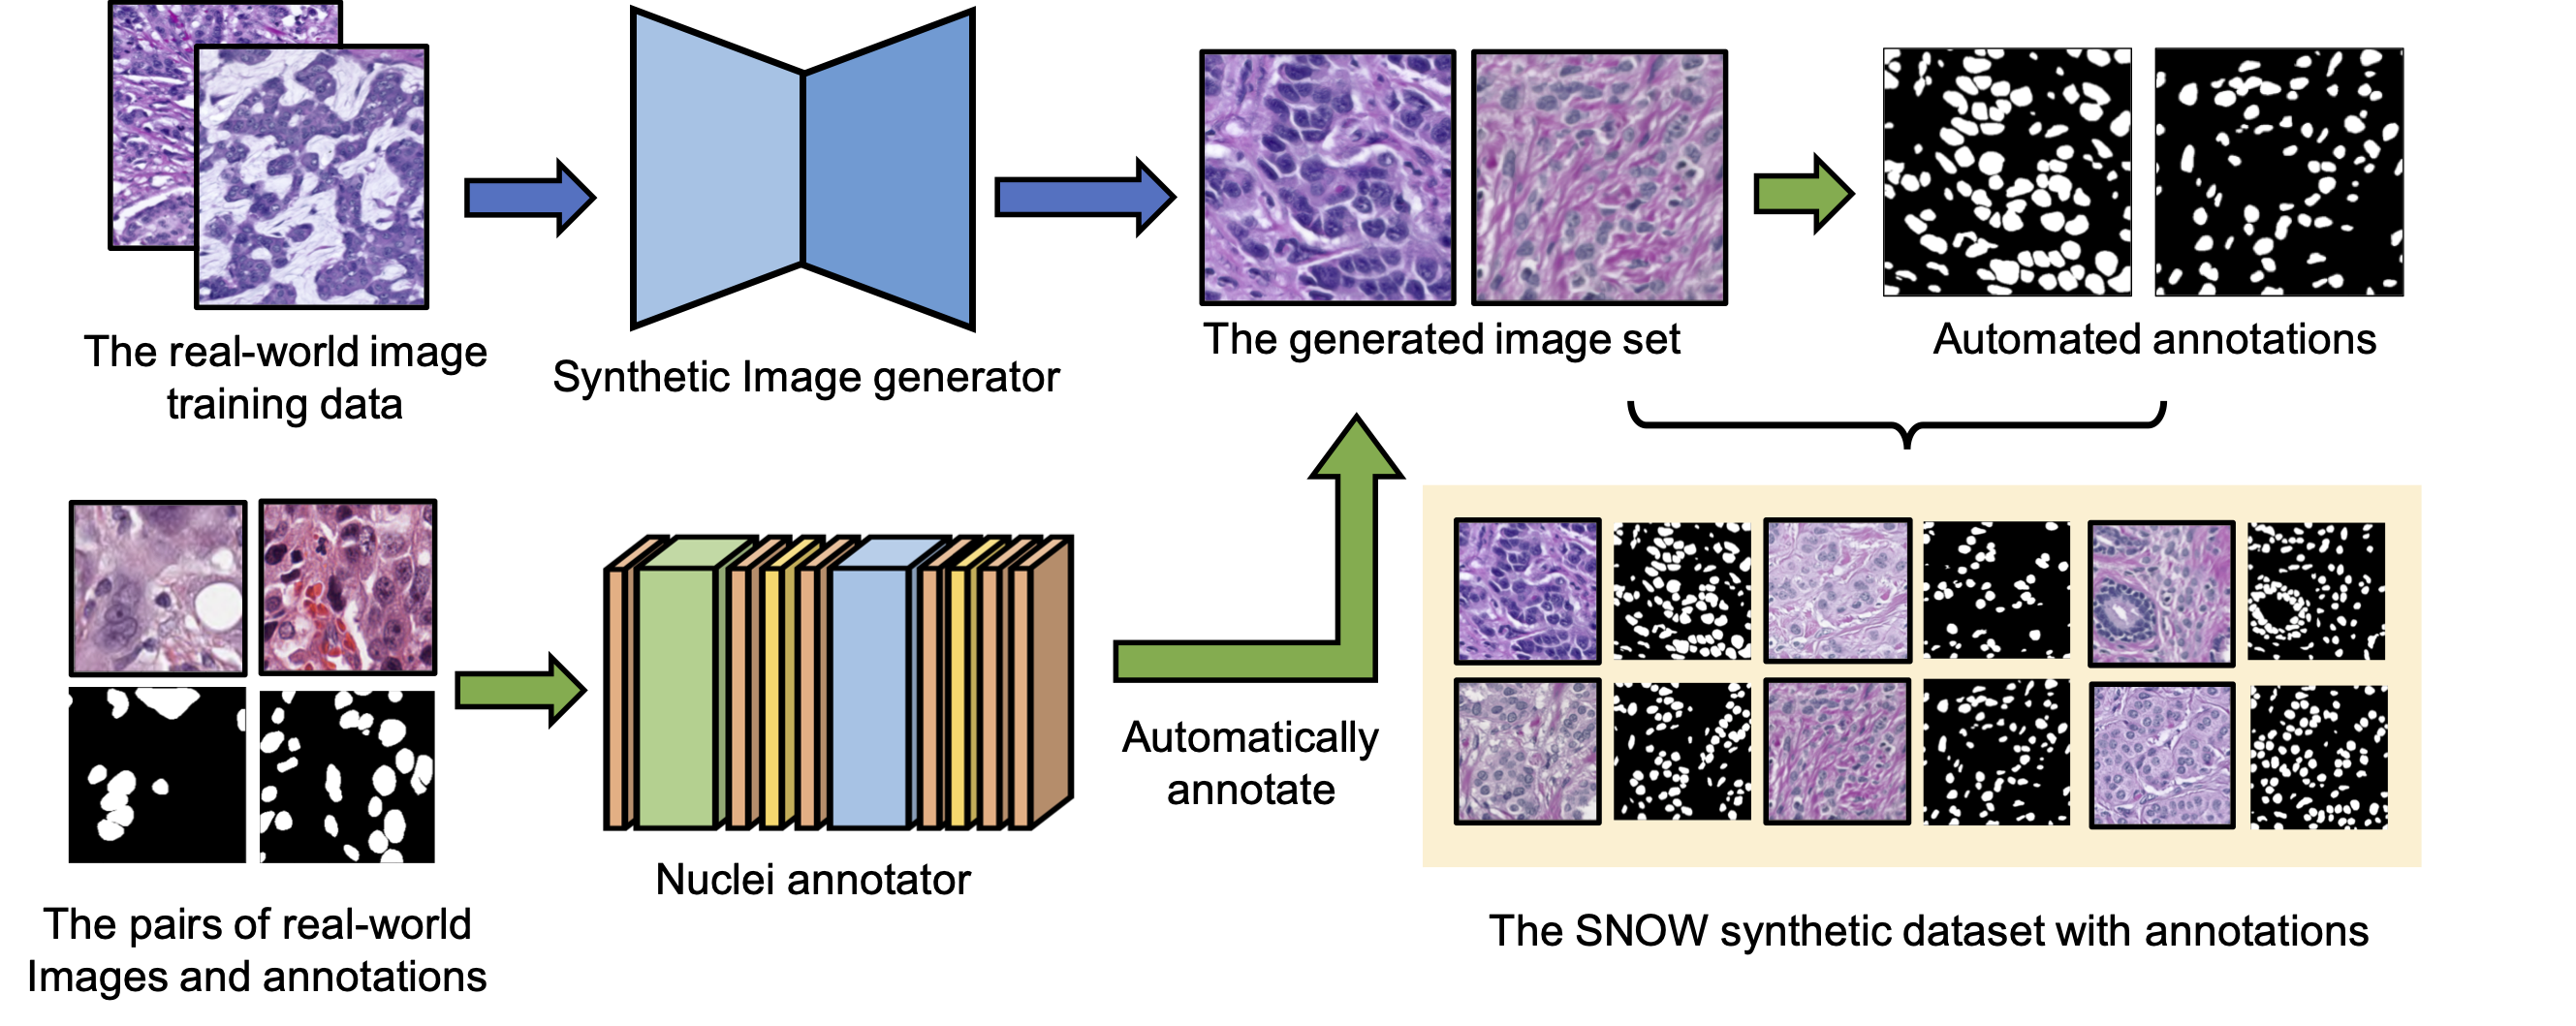 The real-world image
training data
Synthetic Image generator
The generated image set
Automated annotations
The pairs of real-world
Images and annotations
Nuclei annotator
Automatically
annotate
The SNOW synthetic dataset with annotations